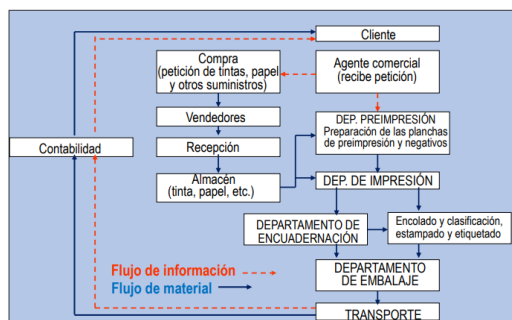 Cliente
Compra
(petición de tintas, papel
y otros suministros)
Agente comercial
(recibe petición)
Vendedores
DEP. PREIMPRESIÓN
Preparación de las planchas
de preimpresión y negativos
Contabilidad
Recepción
Almacén
(tinta, papel, etc.)
DEP. DE IMPRESIÓN
DEPARTAMENTO DE
ENCUADERNACIÓN
Encolado y clasificación,
estampado y etiquetado
Flujo de información
Flujo de material
DEPARTAMENTO
DE EMBALAJE
TRANSPORTE